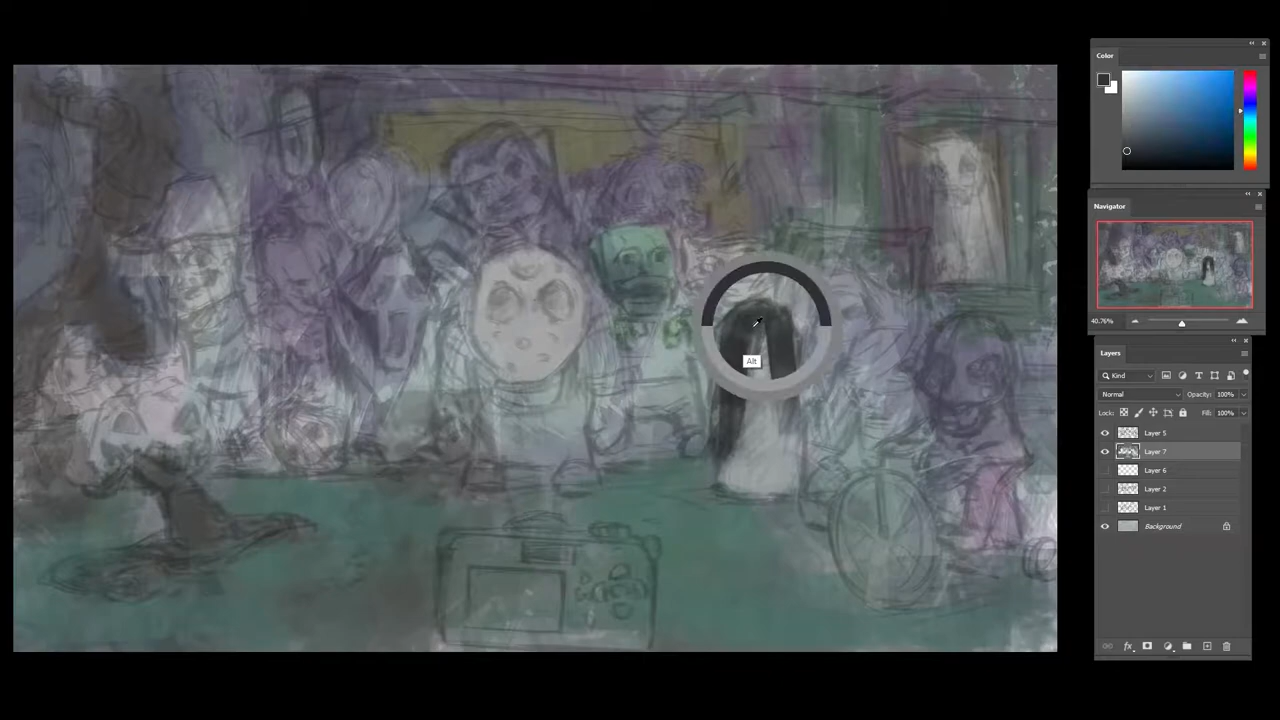 Color
Navigator
40.76%
Layers
Kind
Normal
Opacity: 100%
Lock:
Fill: 100%
Layer 5
Layer 7
Layer 6
Layer 2
Layer 1
Background
fx
Alt